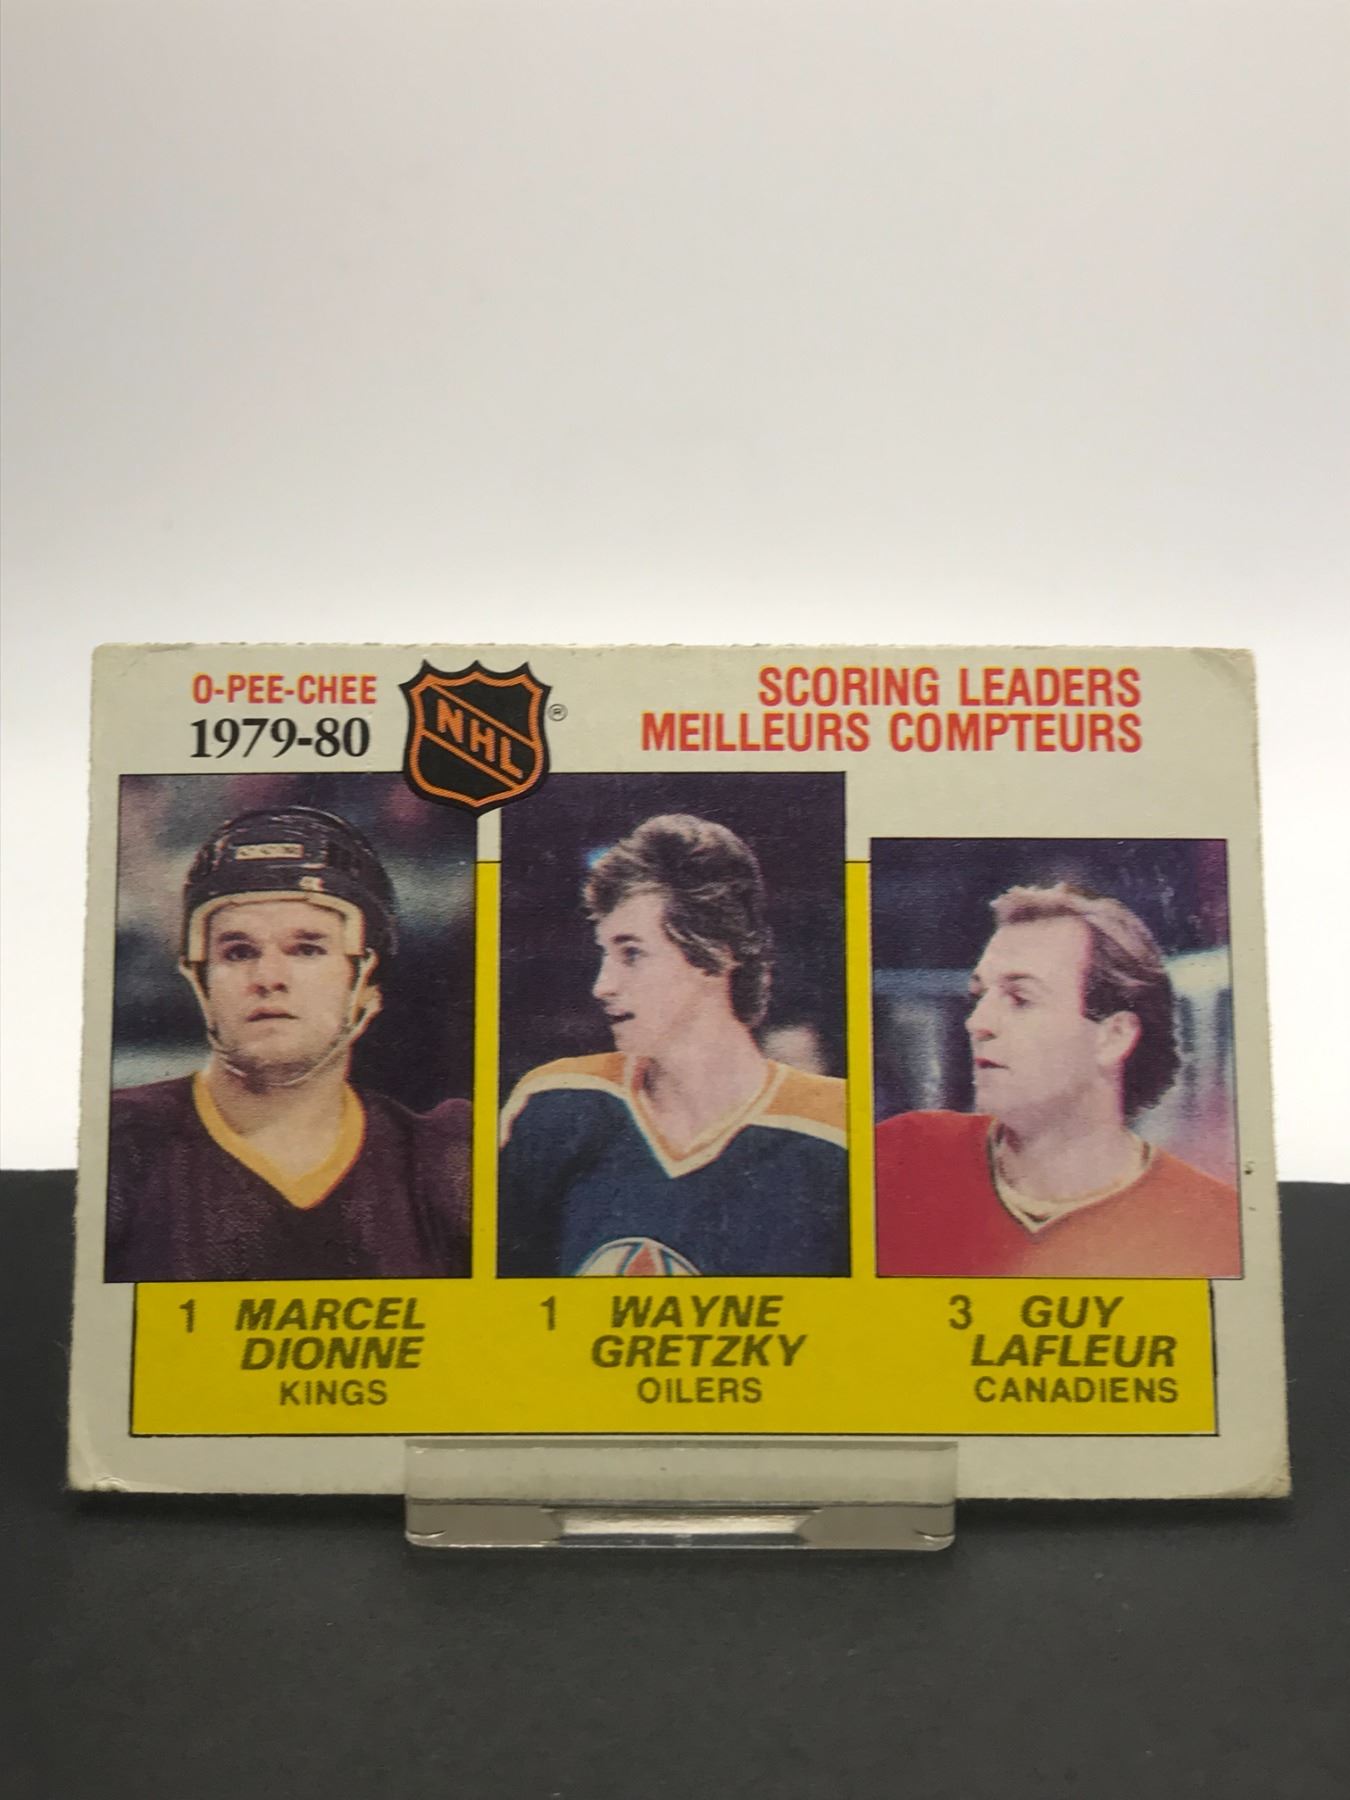 O-PEE-CHEE
1979-80
NHL
®
SCORING LEADERS
MEILLEURS COMPTEURS
1 MARCEL
DIONNE
KINGS
1 WAYNE
GRETZKY
OILERS
3 GUY
LAFLEUR
CANADIENS